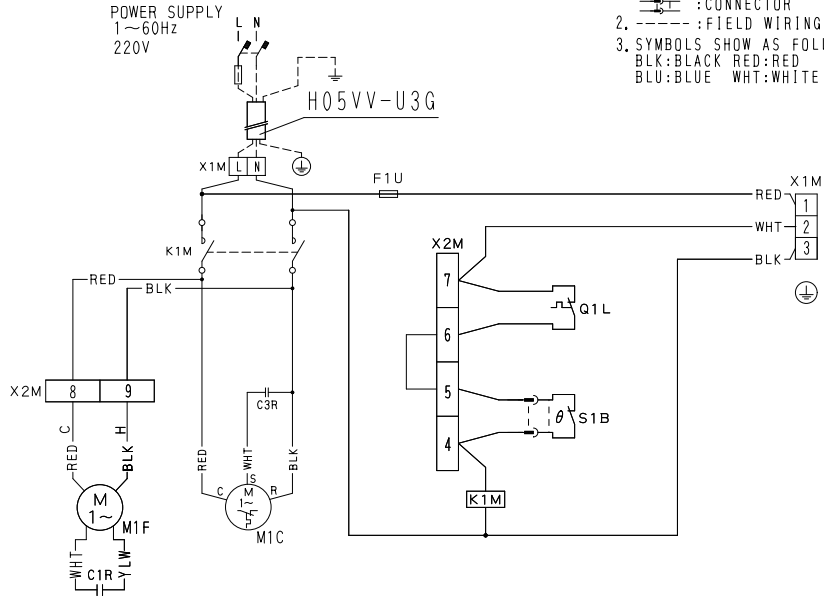 POWER SUPPLY
1~60Hz
220V
L N
:CONNECTOR
2. ------ :FIELD WIRING
3. SYMBOLS SHOW AS FOLL
BLK:BLACK RED:RED
BLU:BLUE WHT:WHITE
H05VV-U3G
X1M L N
F1U
X1M
RED
1
WHT
2
BLK
3
K1M
X2M
7
6
5
4
Q1L
θ S1B
K1M
RED
BLK
X2M 8 9
C H
RED BLK
M
1~
M1F
WHT C1R YLW
C3R
RED WHT BLK
C S R
M
1~
M1C